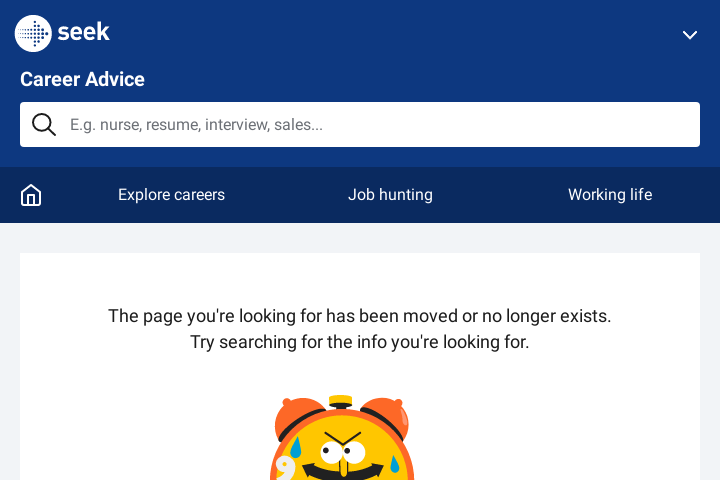 seek
Career Advice
E.g. nurse, resume, interview, sales...
Explore careers
Job hunting
Working life
The page you're looking for has been moved or no longer exists.
Try searching for the info you're looking for.
9